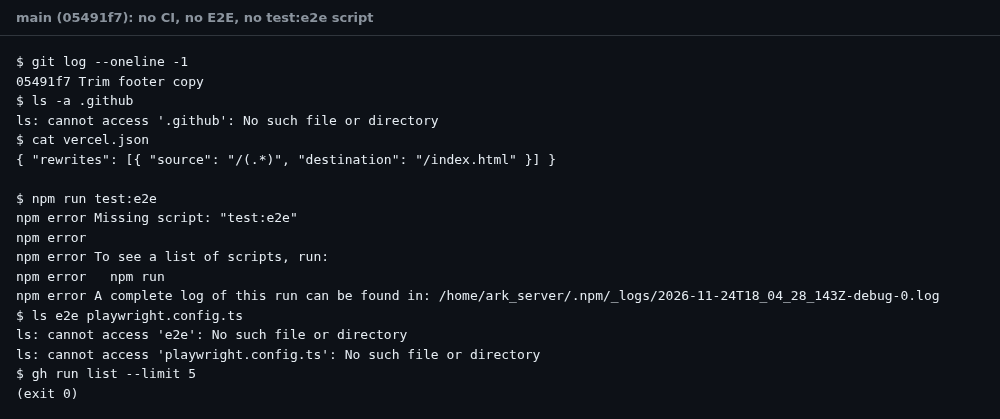 main (05491f7): no CI, no E2E, no test:e2e script
$ git log --oneline -1
05491f7 Trim footer copy
$ ls -a .github
ls: cannot access '.github': No such file or directory
$ cat vercel.json
{ "rewrites": [{ "source": "/(.*)", "destination": "/index.html" }] }
$ npm run test:e2e
npm error Missing script: "test:e2e"
npm error
npm error To see a list of scripts, run:
npm error   npm run
npm error A complete log of this run can be found in: /home/ark_server/.npm/_logs/2026-11-24T18_04_28_143Z-debug-0.log
$ ls e2e playwright.config.ts
ls: cannot access 'e2e': No such file or directory
ls: cannot access 'playwright.config.ts': No such file or directory
$ gh run list --limit 5
(exit 0)